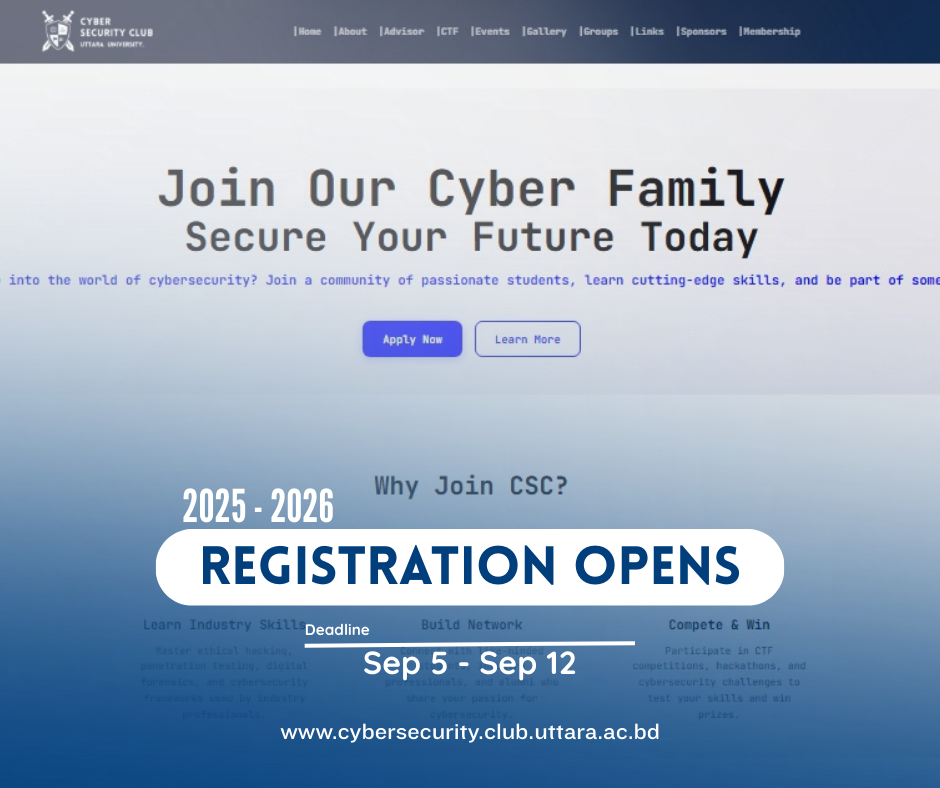 CYBER
SECURITY CLUB
UTTARA UNIVERSITY.
|Home |About |Advisor |CTF |Events |Gallery |Groups |Links |Sponsors |Membership
Join Our Cyber Family
Secure Your Future Today
into the world of cybersecurity? Join a community of passionate students, learn cutting-edge skills, and be part of some
Apply Now
Learn More
Why Join CSC?
2025 - 2026
REGISTRATION OPENS
Learn Industry Skills
Build Network
Compete & Win
Deadline
Sep 5 - Sep 12
Master ethical hacking,
penetration testing, digital
forensics, and cybersecurity
frameworks used by industry
professionals.
professionals, and alumni who
share your passion for
cybersecurity.
Participate in CTF
competitions, hackathons, and
cybersecurity challenges to
test your skills and win
prizes.
www.cybersecurity.club.uttara.ac.bd